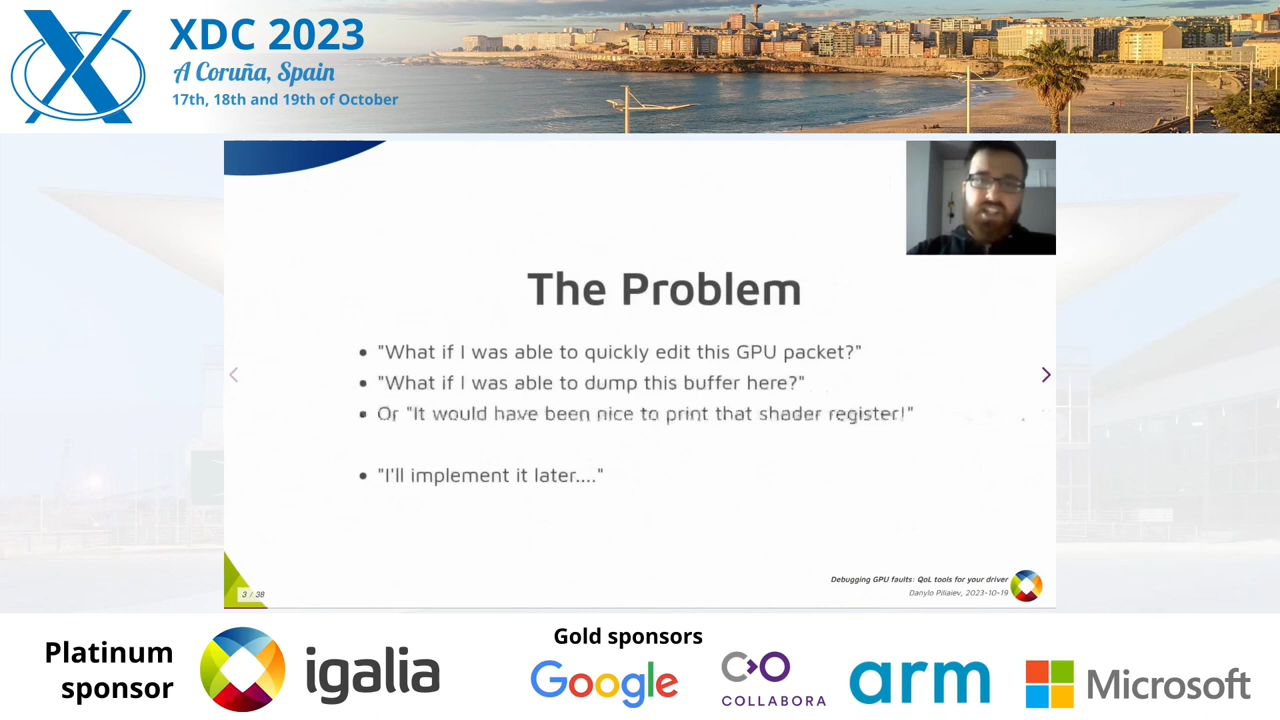 XDC 2023
A Coruña, Spain
17th, 18th and 19th of October
The Problem
"What if I was able to quickly edit this GPU packet?"
"What if I was able to dump this buffer here?"
Or "It would have been nice to print that shader register!"
"I'll implement it later...."
3 / 38
Debugging GPU faults: QoL tools for your driver
Danylo Piliaiev, 2023-10-19
Platinum sponsor
igalia
Gold sponsors
Google
COLLABORA
arm
Microsoft